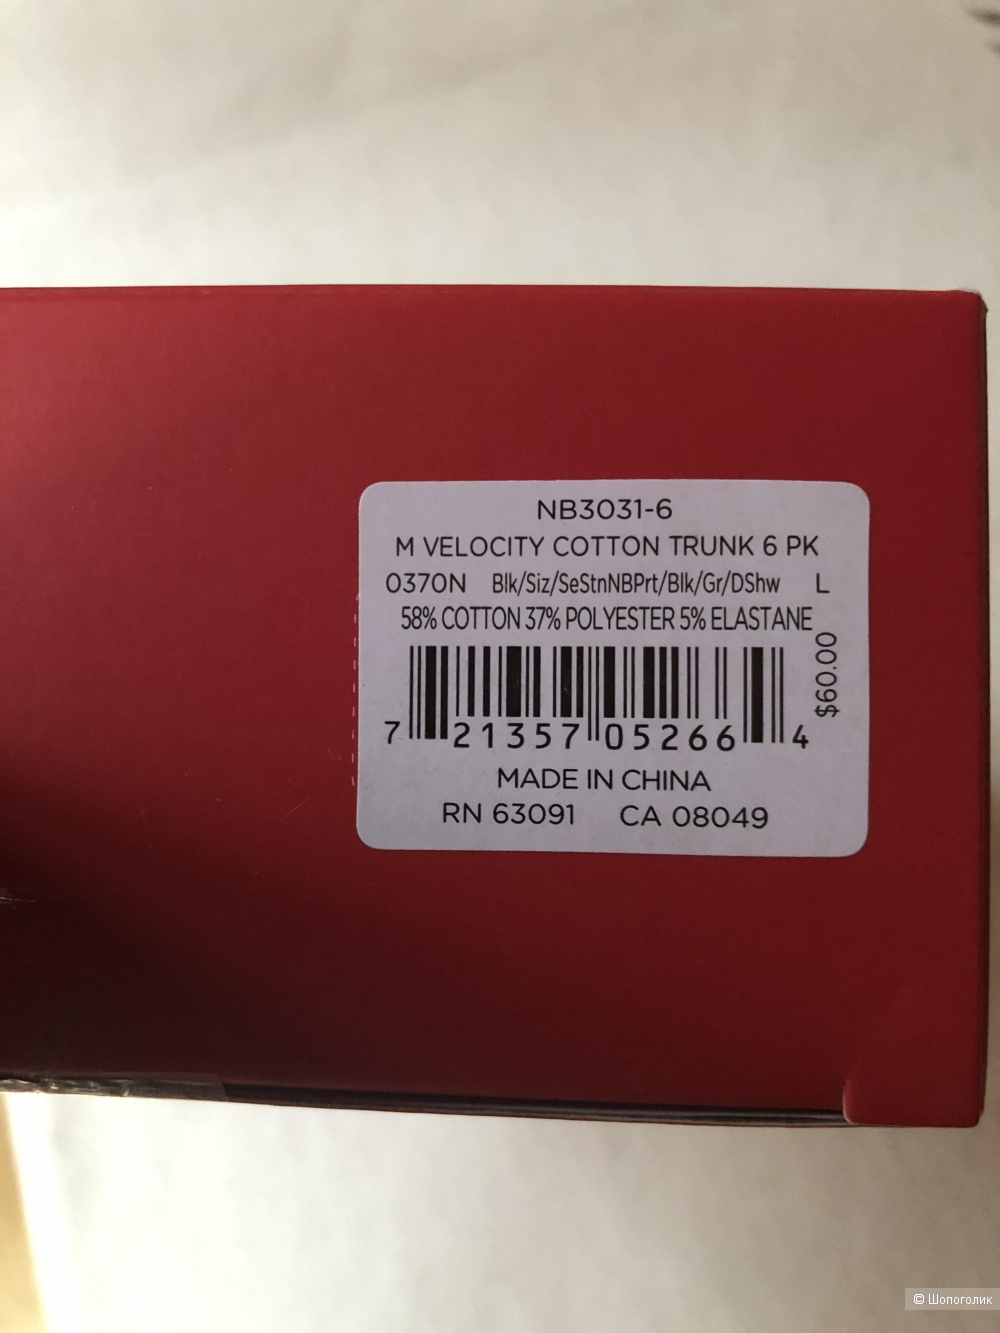 NB3031-6
M VELOCITY COTTON TRUNK 6 PK
0370N Blk/Siz/SeStnNBPrt/Blk/Gr/DShw L
58% COTTON 37% POLYESTER 5% ELASTANE
$60.00
7 21357 05266 4
MADE IN CHINA
RN 63091 CA 08049
© Шопоголик